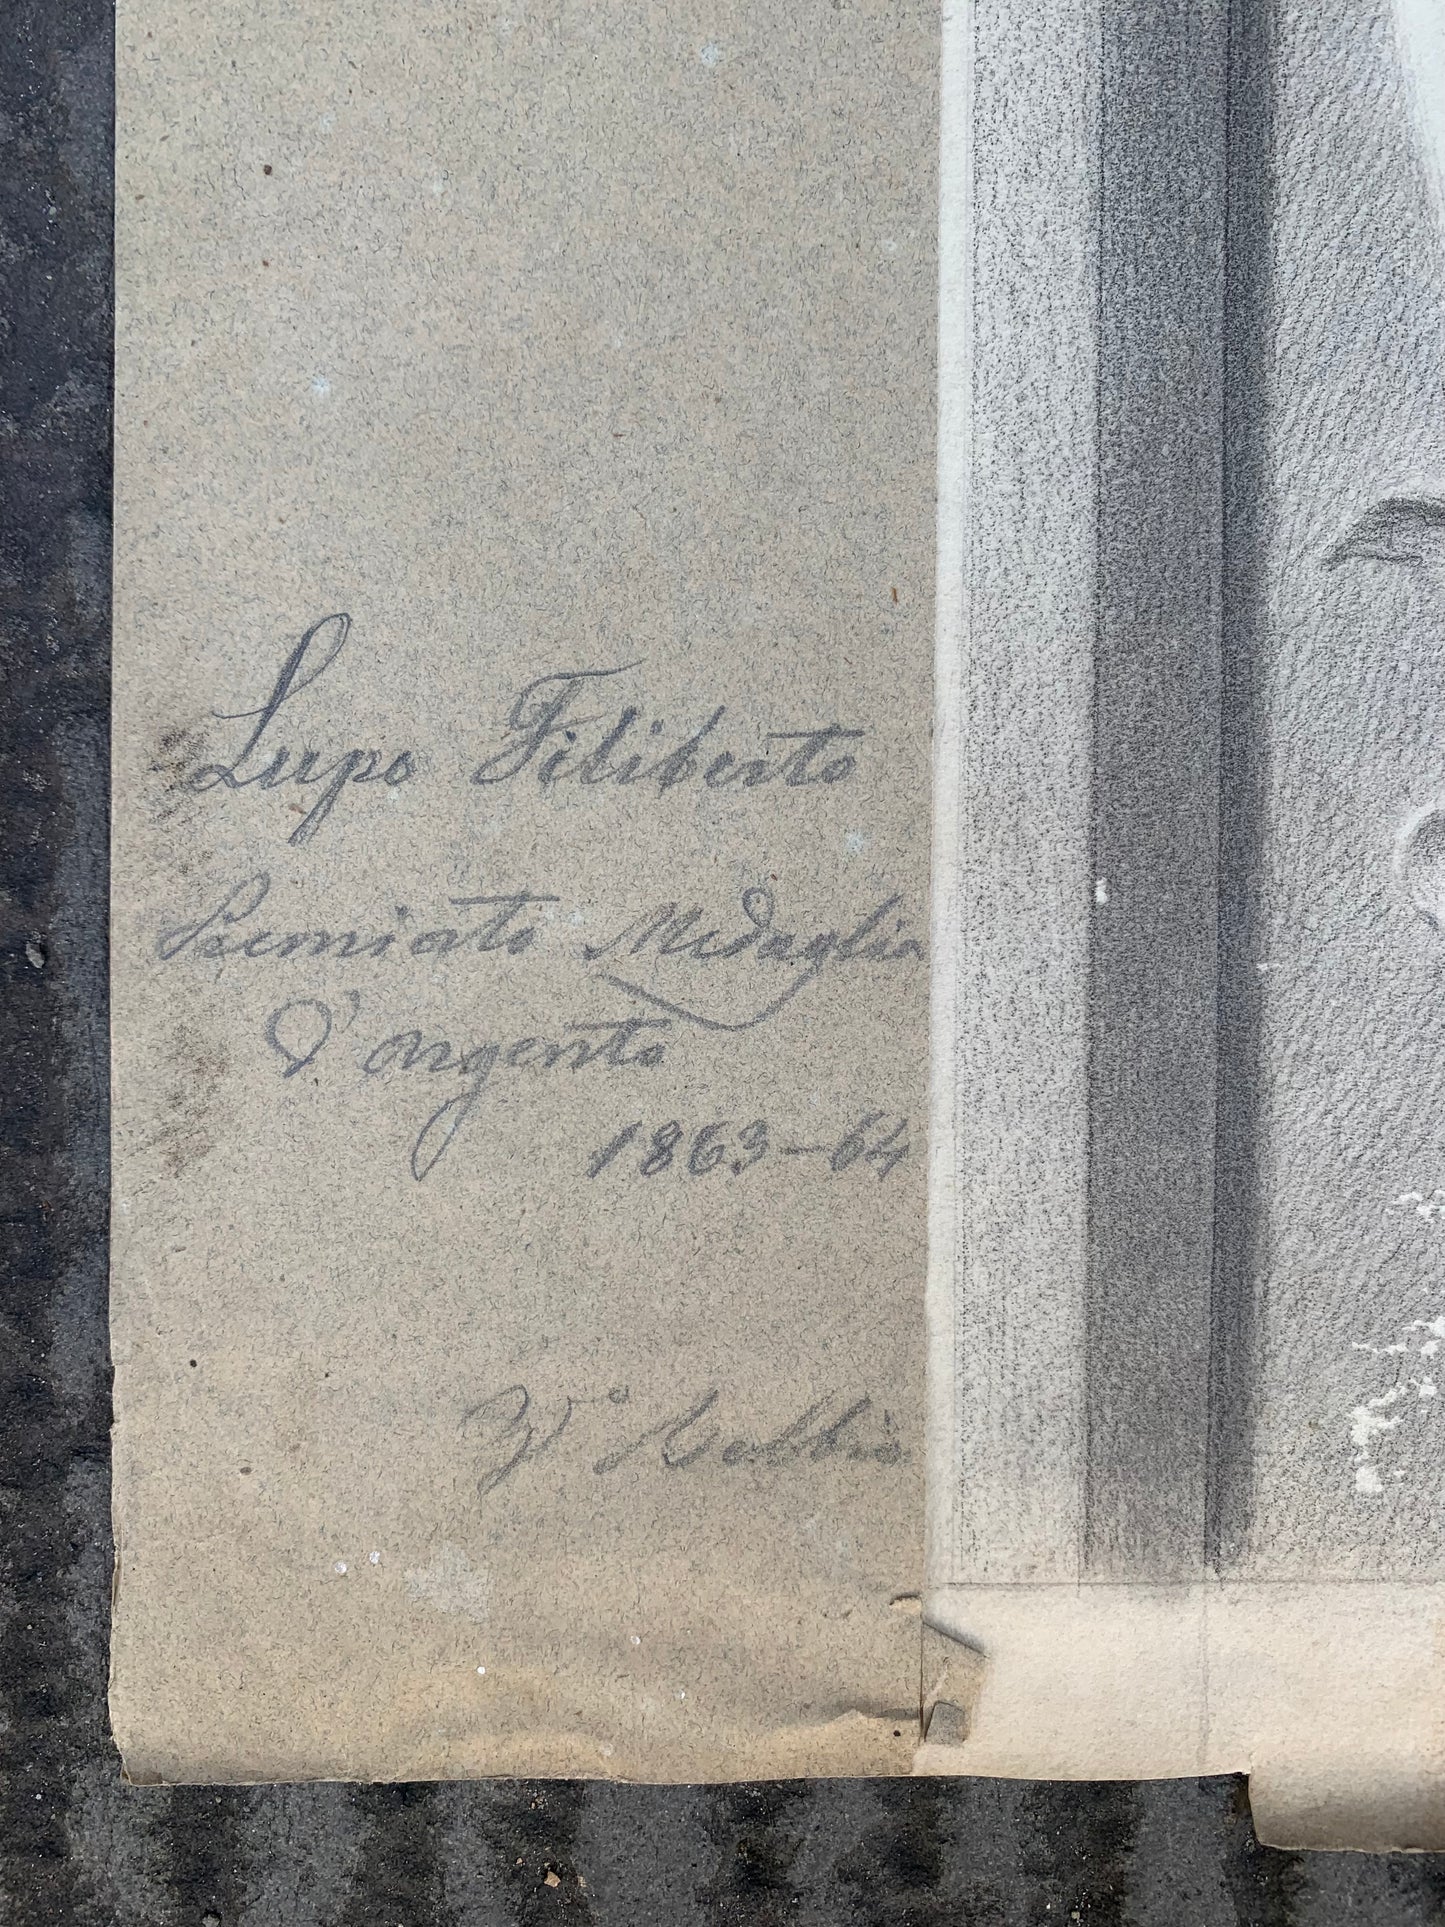 Lupo Filiberto
Premiato Medaglia
D'argento
1863-64
V°